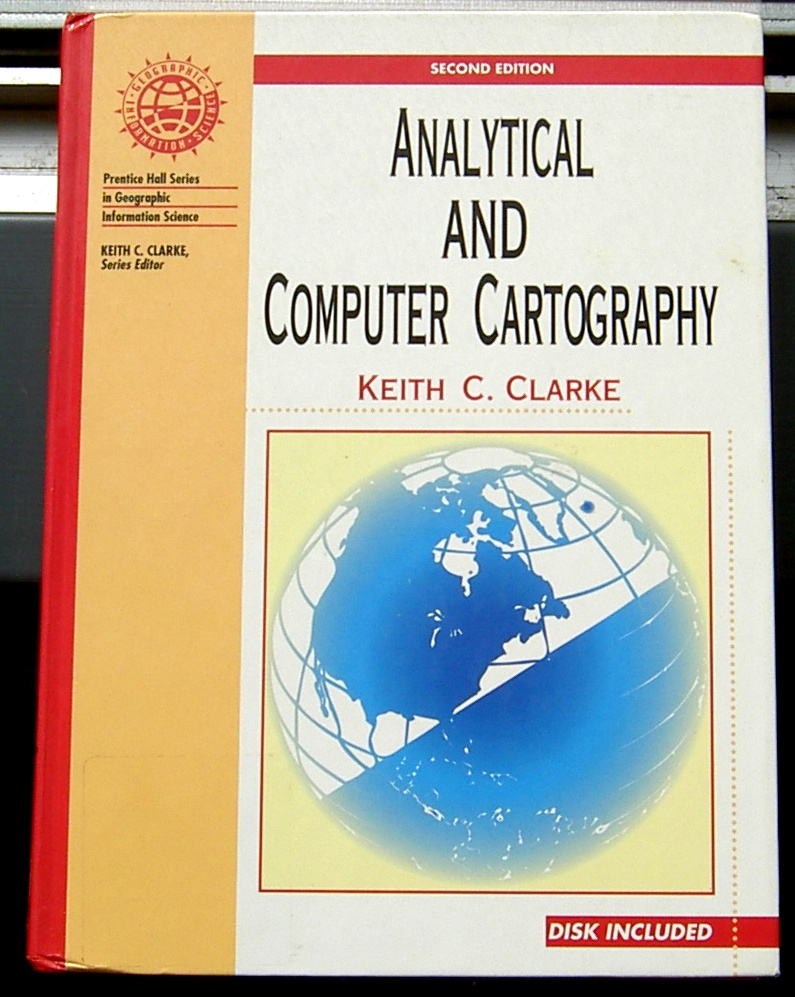 SECOND EDITION
GEOGRAPHIC
INFORMATION • SCIENCE
Prentice Hall Series
in Geographic
Information Science
KEITH C. CLARKE,
Series Editor
ANALYTICAL
AND
COMPUTER CARTOGRAPHY
KEITH C. CLARKE
DISK INCLUDED